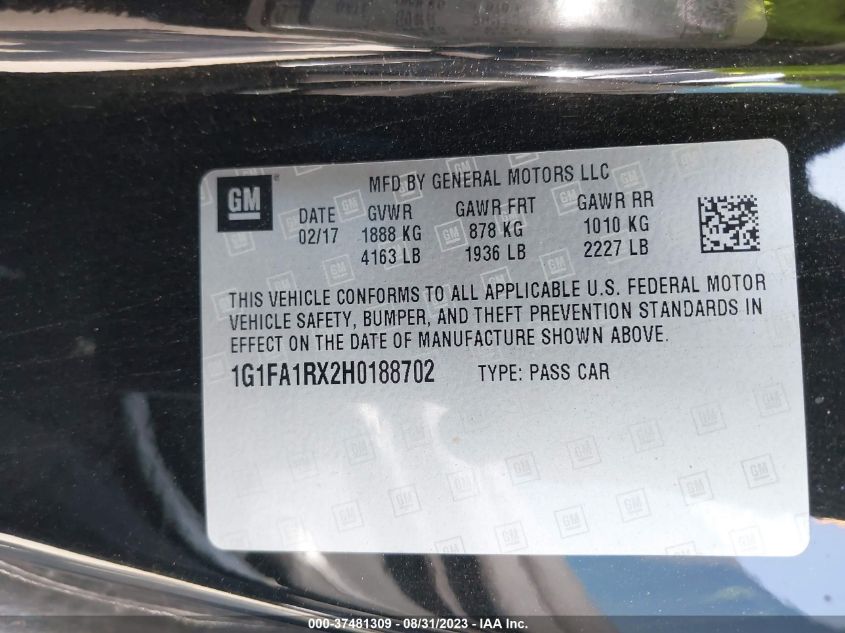 GM
MFD BY GENERAL MOTORS LLC
DATE GVWR GAWR FRT GAWR RR
02/17 1888 KG 878 KG 1010 KG
4163 LB 1936 LB 2227 LB
THIS VEHICLE CONFORMS TO ALL APPLICABLE U.S. FEDERAL MOTOR
VEHICLE SAFETY, BUMPER, AND THEFT PREVENTION STANDARDS IN
EFFECT ON THE DATE OF MANUFACTURE SHOWN ABOVE.
1G1FA1RX2H0188702 TYPE: PASS CAR
000-37481309 - 08/31/2023 - IAA Inc.